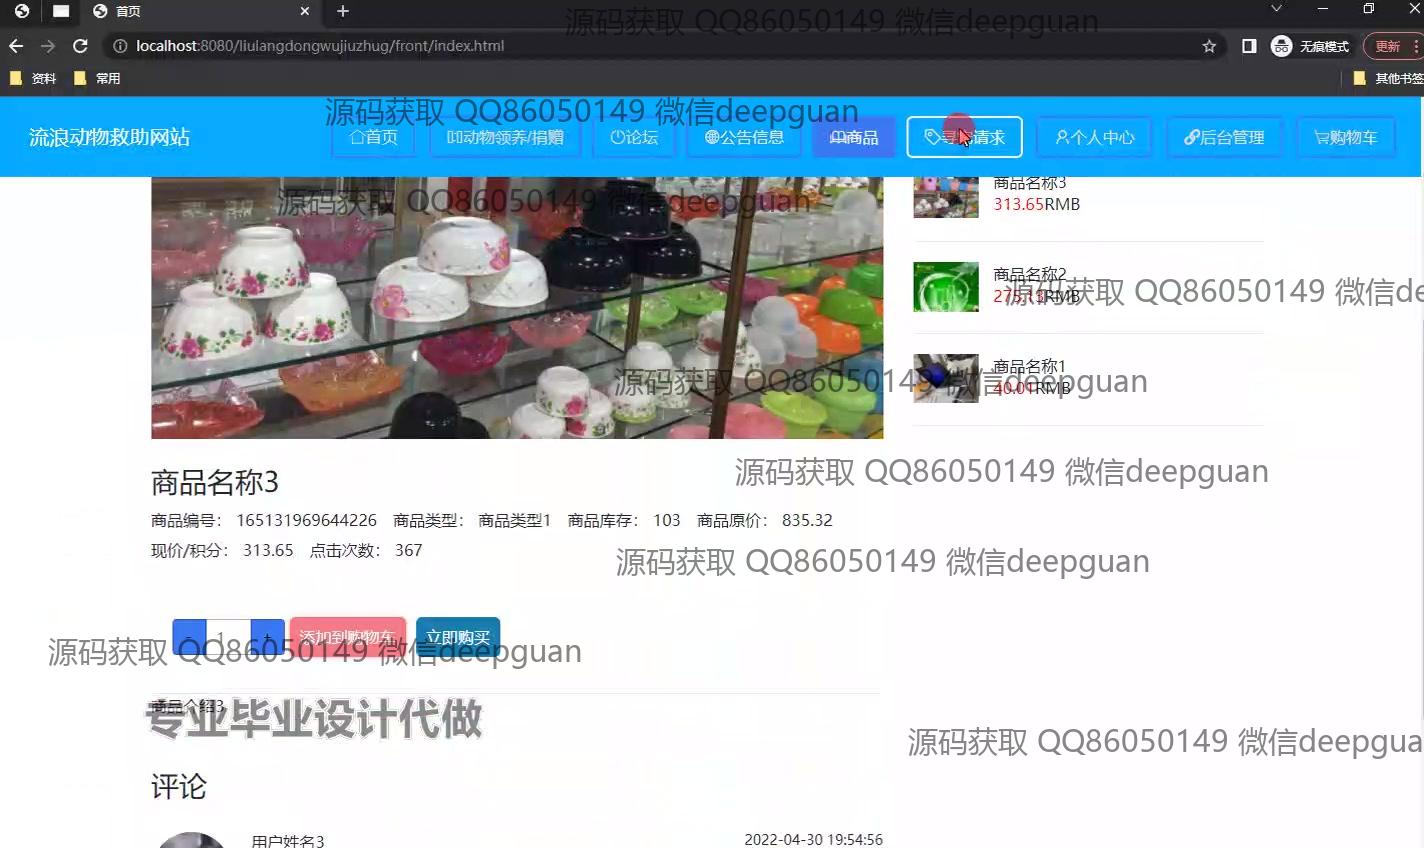 首页
源码获取 QQ86050149 微信deepguan
localhost:8080/liulangdongwujiuzhug/front/index.html
无痕模式
更新
资料
常用
其他书签
源码获取 QQ86050149 微信deepguan
流浪动物救助网站
首页
动物领养/捐赠
论坛
公告信息
商品
请求
个人中心
后台管理
购物车
源码获取 QQ86050149 微信deepguan
商品名称3
313.65RMB
商品名称2
RMB
源码获取 QQ86050149 微信de
商品名称1
40.01RMB
源码获取 QQ86050149 微信deepguan
源码获取 QQ86050149 微信deepguan
商品名称3
商品编号： 165131969644226 商品类型： 商品类型1 商品库存： 103 商品原价： 835.32
现价/积分： 313.65 点击次数： 367
源码获取 QQ86050149 微信deepguan
- 1 + 添加到购物车 立即购买
源码获取 QQ86050149 微信deepguan
商品介绍3
专业毕业设计代做
源码获取 QQ86050149 微信deepgua
评论
用户姓名3
2022-04-30 19:54:56